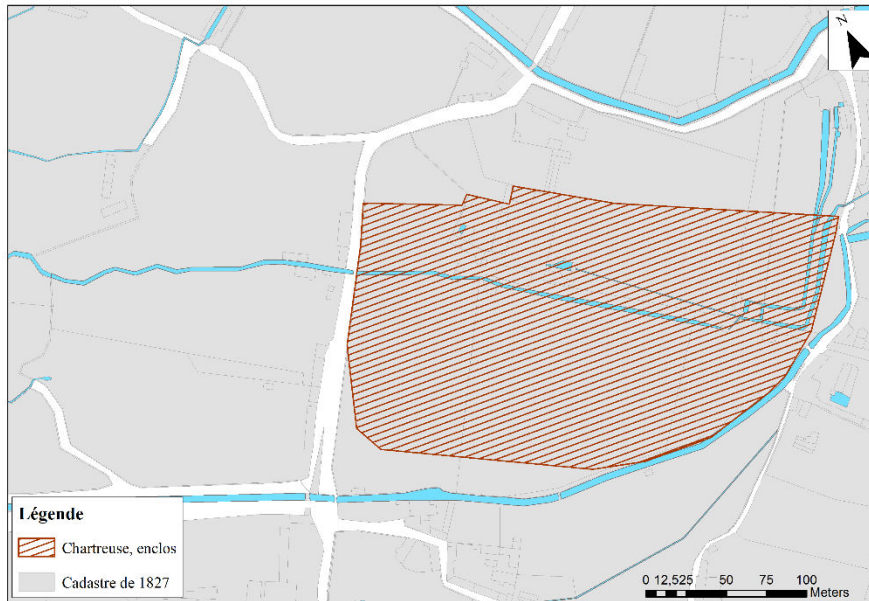 N
Légende
Chartreuse, enclos
Cadastre de 1827
0 12,525 50 75 100
Meters